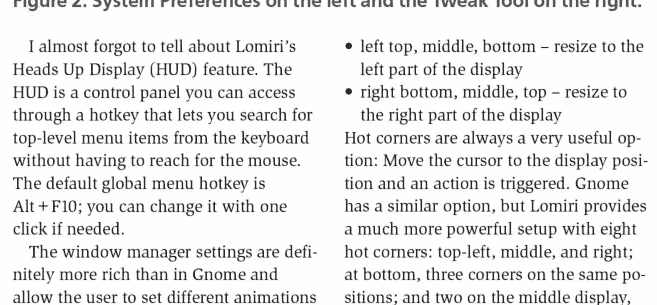 Figure 2: System Preferences on the left and the Tweak Tool on the right.
I almost forgot to tell about Lomiri's
Heads Up Display (HUD) feature. The
HUD is a control panel you can access
through a hotkey that lets you search for
top-level menu items from the keyboard
without having to reach for the mouse.
The default global menu hotkey is
Alt+F10; you can change it with one
click if needed.
The window manager settings are defi-
nitely more rich than in Gnome and
allow the user to set different animations
• left top, middle, bottom – resize to the
left part of the display
• right bottom, middle, top – resize to
the right part of the display
Hot corners are always a very useful op-
tion: Move the cursor to the display posi-
tion and an action is triggered. Gnome
has a similar option, but Lomiri provides
a much more powerful setup with eight
hot corners: top-left, middle, and right;
at bottom, three corners on the same po-
sitions; and two on the middle display,